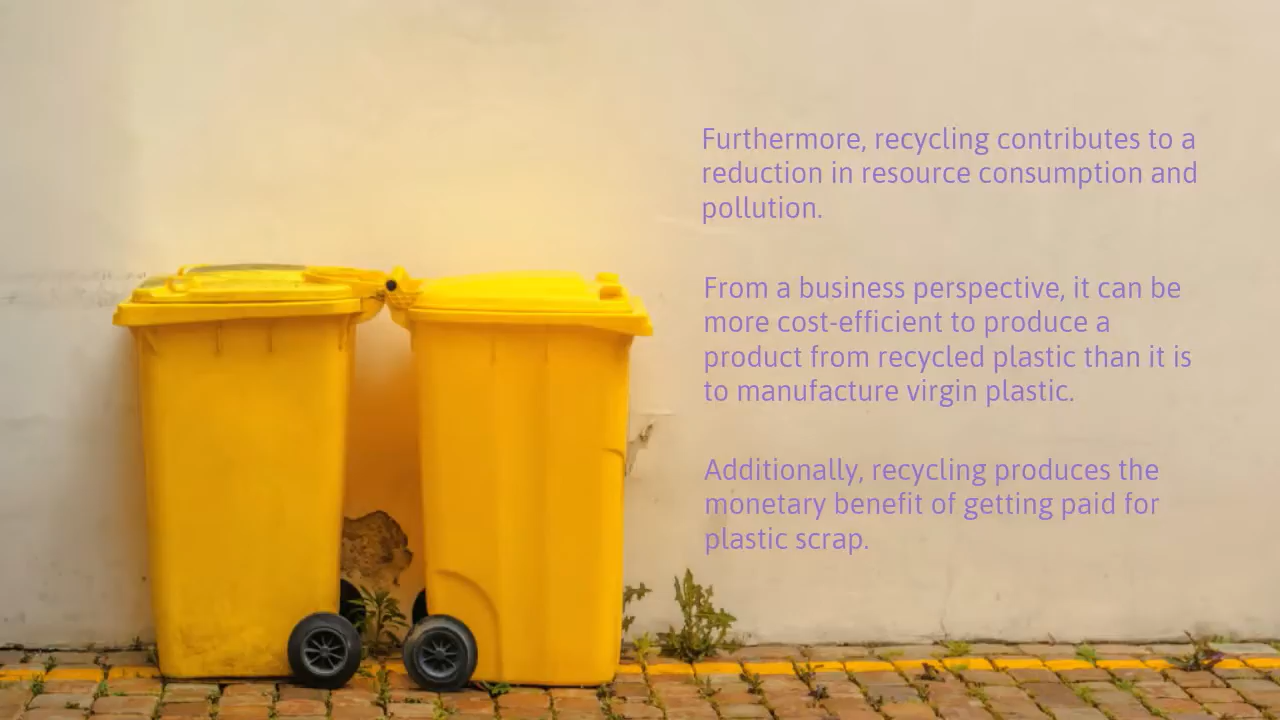 Furthermore, recycling contributes to a
reduction in resource consumption and
pollution.
From a business perspective, it can be
more cost-efficient to produce a
product from recycled plastic than it is
to manufacture virgin plastic.
Additionally, recycling produces the
monetary benefit of getting paid for
plastic scrap.